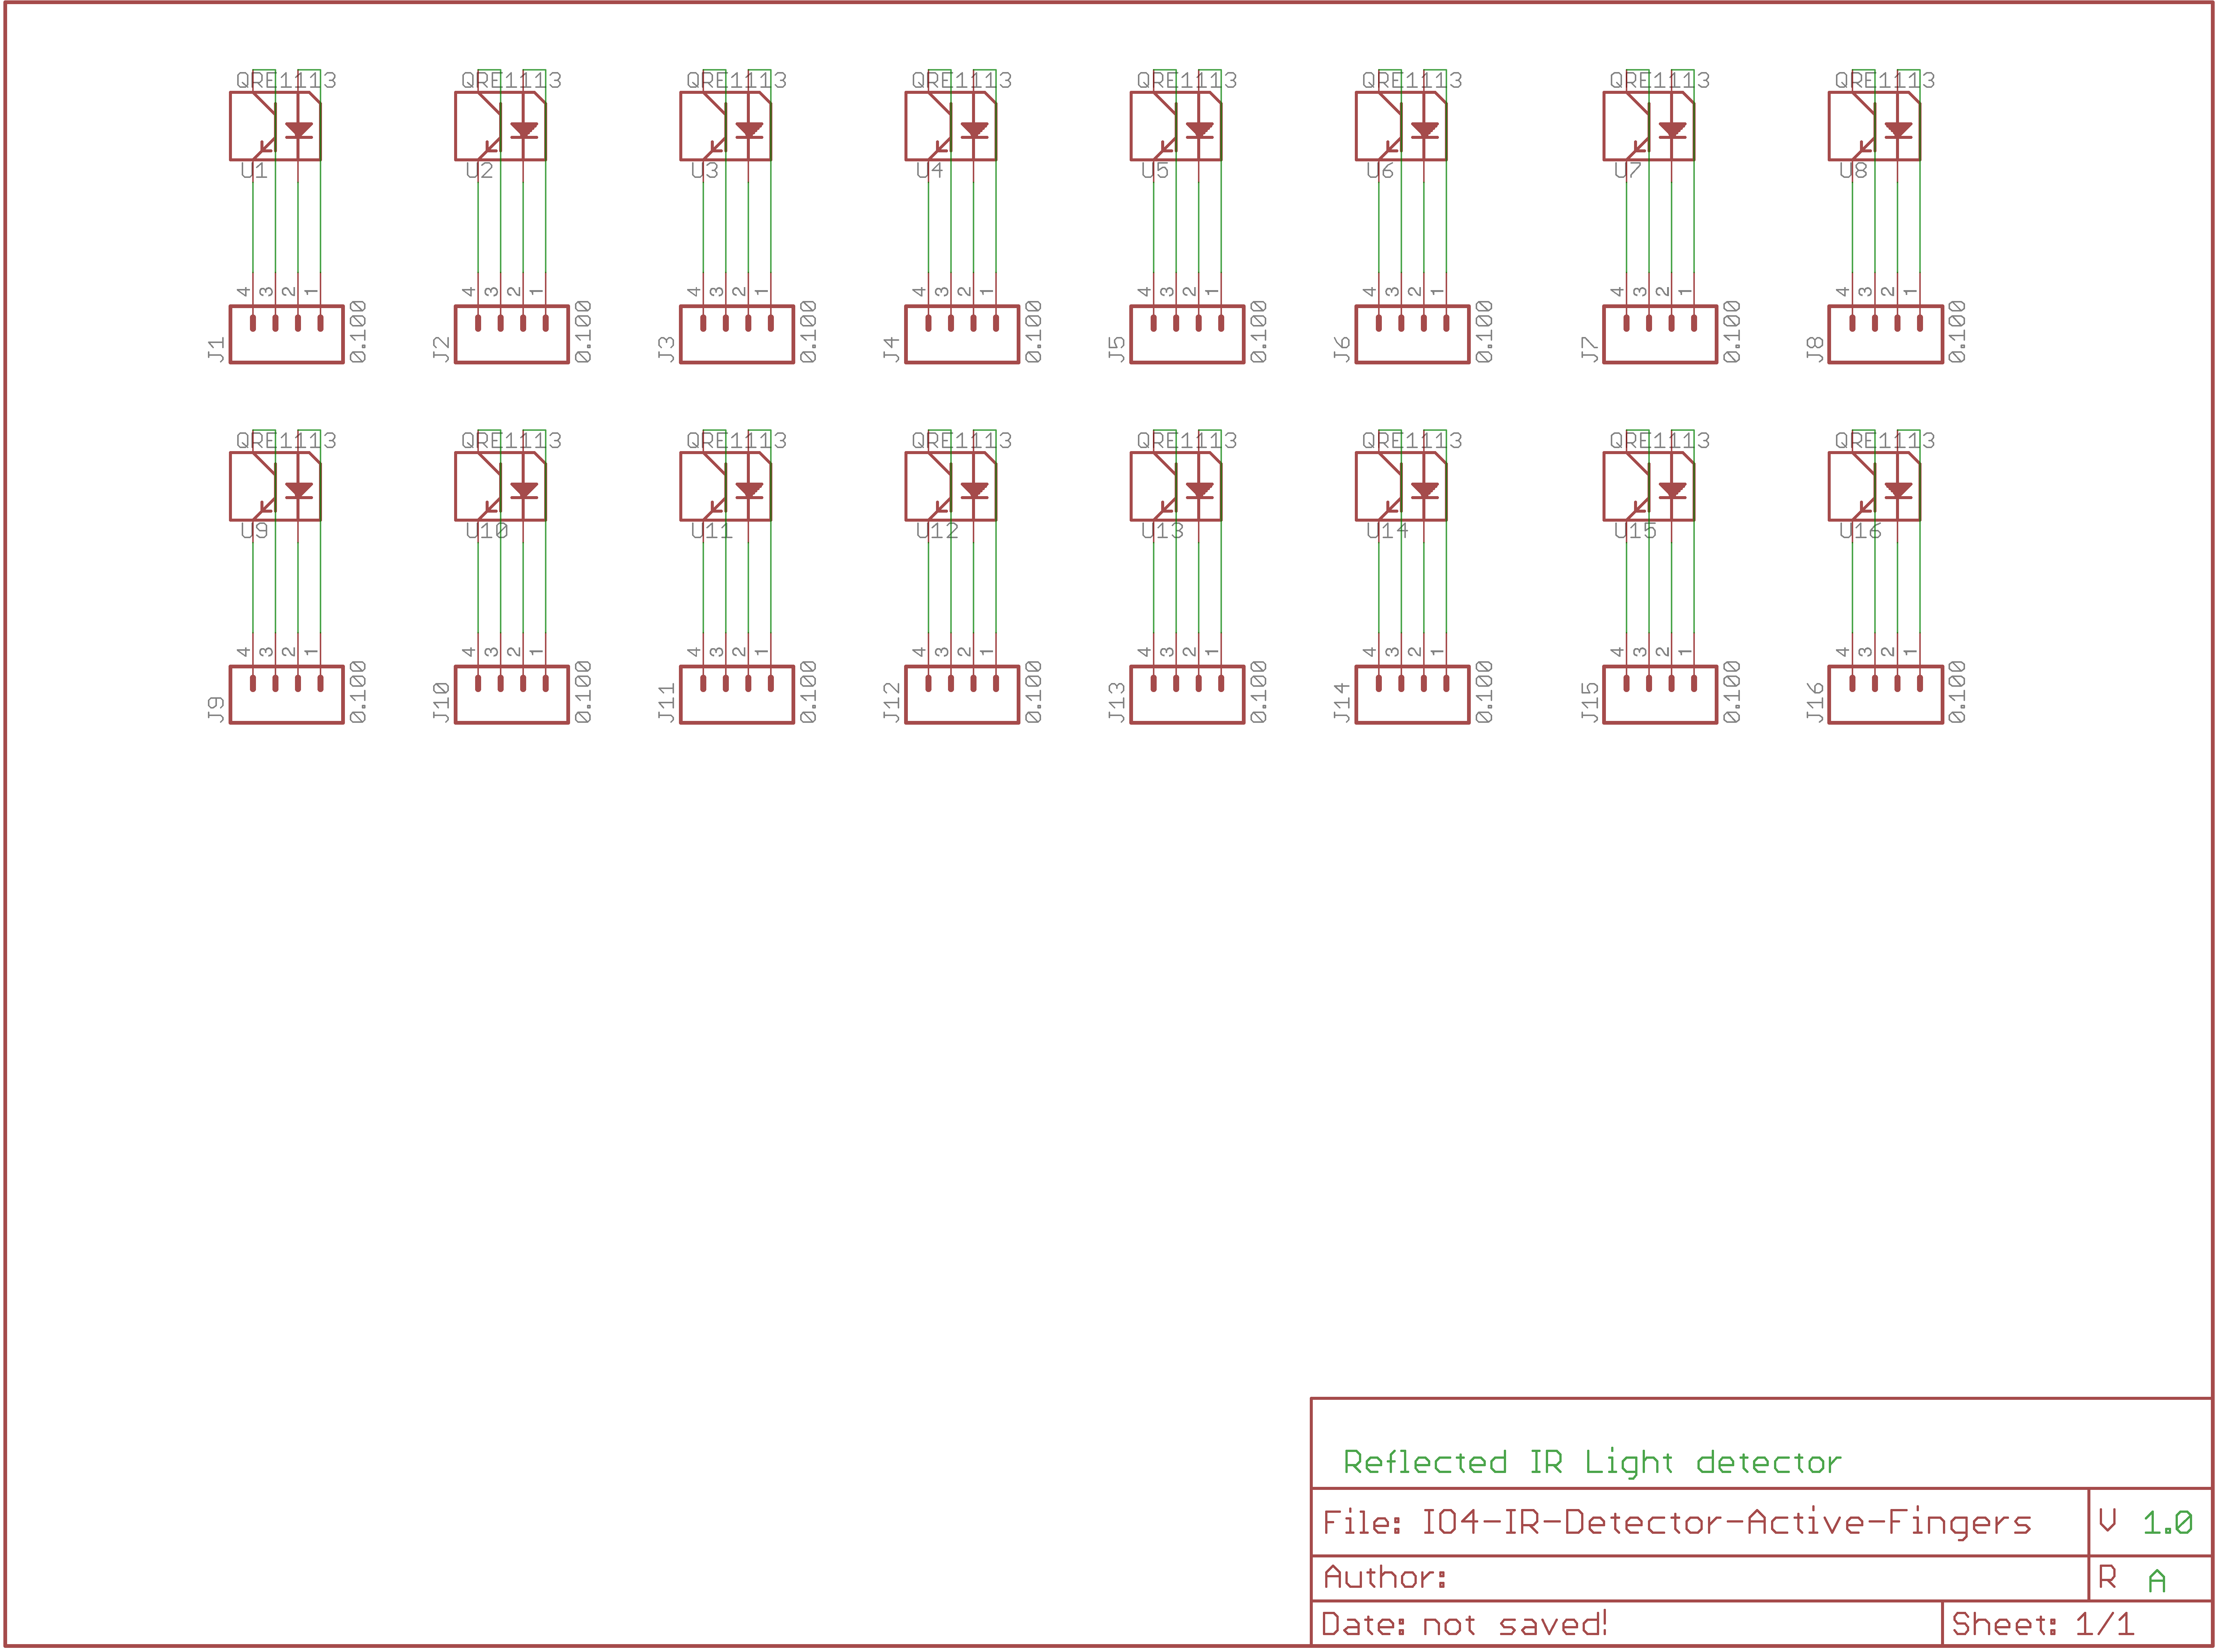 QRE1113 QRE1113 QRE1113 QRE1113 QRE1113 QRE1113 QRE1113 QRE1113
U1 U2 U3 U4 U5 U6 U7 U8
4 3 2 1 4 3 2 1 4 3 2 1 4 3 2 1 4 3 2 1 4 3 2 1 4 3 2 1 4 3 2 1
J1 0.100 J2 0.100 J3 0.100 J4 0.100 J5 0.100 J6 0.100 J7 0.100 J8 0.100
QRE1113 QRE1113 QRE1113 QRE1113 QRE1113 QRE1113 QRE1113 QRE1113
U9 U10 U11 U12 U13 U14 U15 U16
4 3 2 1 4 3 2 1 4 3 2 1 4 3 2 1 4 3 2 1 4 3 2 1 4 3 2 1 4 3 2 1
J9 0.100 J10 0.100 J11 0.100 J12 0.100 J13 0.100 J14 0.100 J15 0.100 J16 0.100
Reflected IR Light detector
File: IO4-IR-Detector-Active-Fingers V 1.0
Author: R A
Date: not saved! Sheet: 1/1